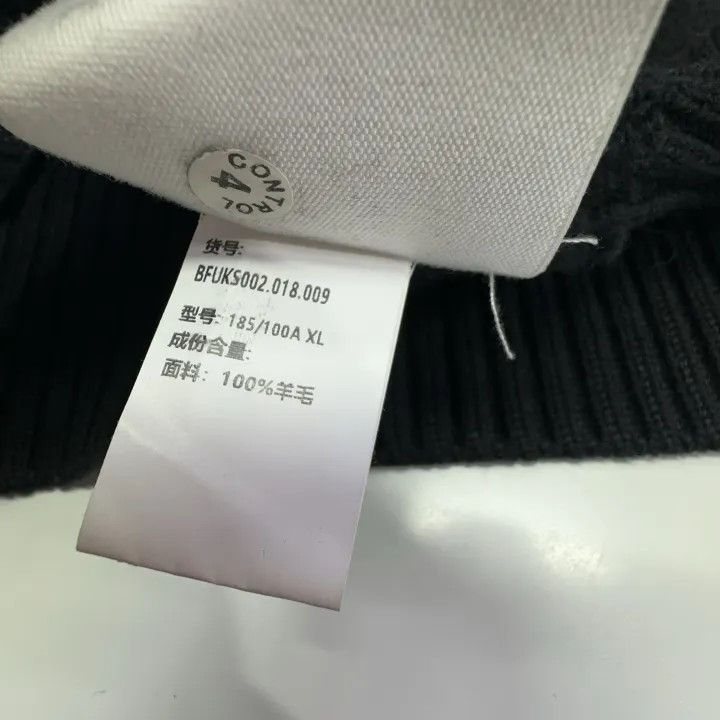 CONTROL
4
货号:
BFUKS002.018.009
型号: 185/100A XL
成份含量:
面料: 100%羊毛